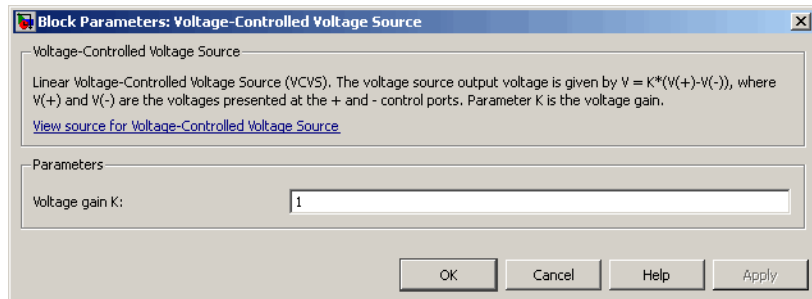 Block Parameters: Voltage-Controlled Voltage Source
Voltage-Controlled Voltage Source
Linear Voltage-Controlled Voltage Source (VCVS). The voltage source output voltage is given by V = K*(V(+)-V(-)), where
V(+) and V(-) are the voltages presented at the + and - control ports. Parameter K is the voltage gain.
View source for Voltage-Controlled Voltage Source
Parameters
Voltage gain K: 1
OK Cancel Help Apply